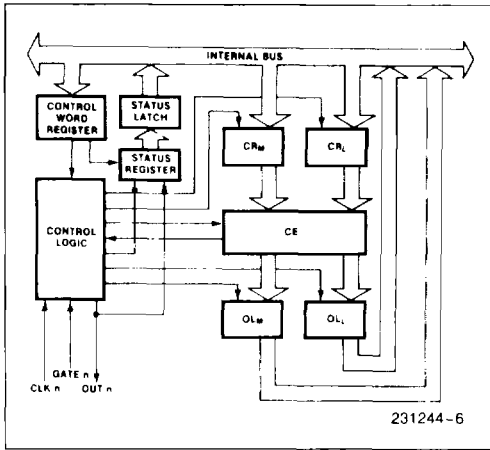 INTERNAL BUS
CONTROL
WORD
REGISTER
STATUS
LATCH
STATUS
REGISTER
CRM
CRL
CONTROL
LOGIC
CE
OLM
OLL
GATE n
CLK n
OUT n
231244-6